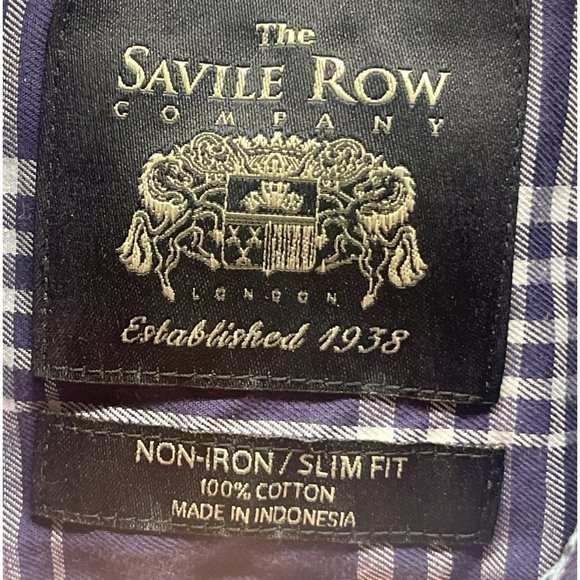 The
SAVILE ROW
COMPANY
LONDON
Established 1938
NON-IRON / SLIM FIT
100% COTTON
MADE IN INDONESIA